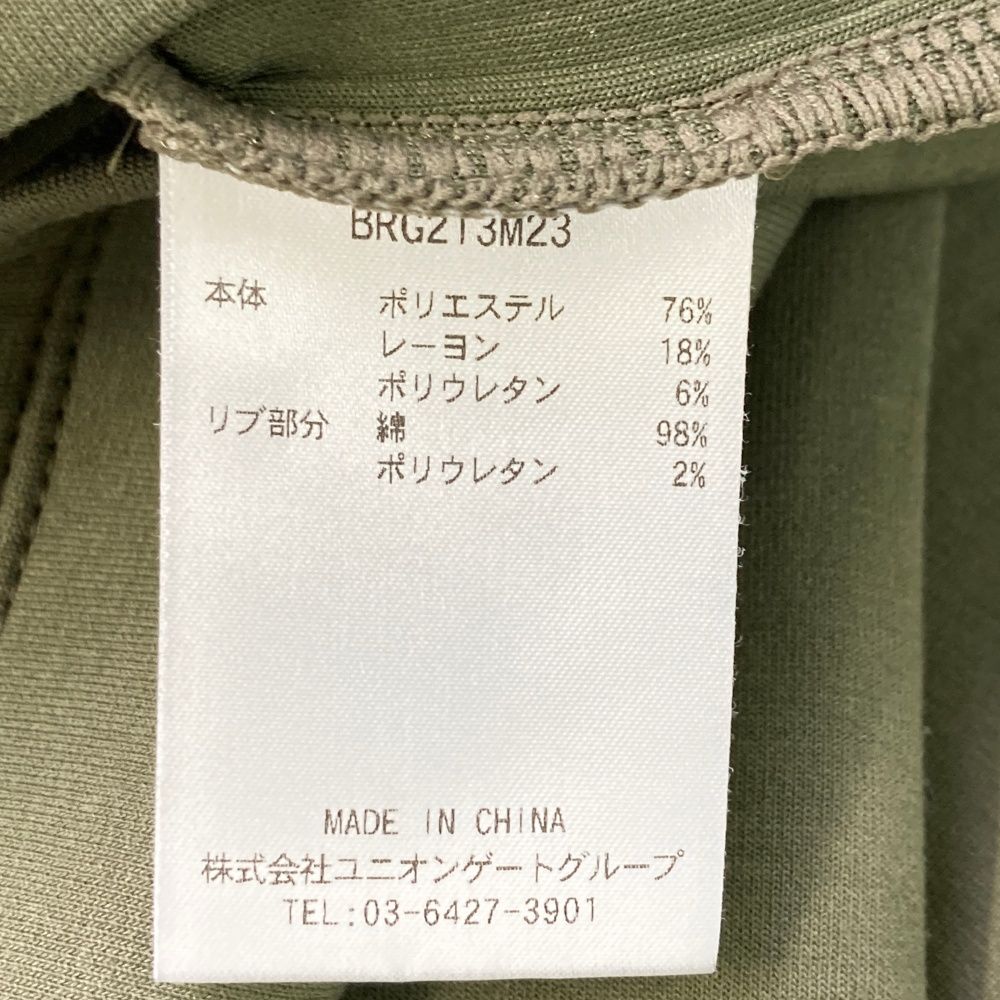 BRG213M23
本体 ポリエステル 76%
レーヨン 18%
ポリウレタン 6%
リブ部分 綿 98%
ポリウレタン 2%
MADE IN CHINA
株式会社ユニオンゲートグループ
TEL:03-6427-3901